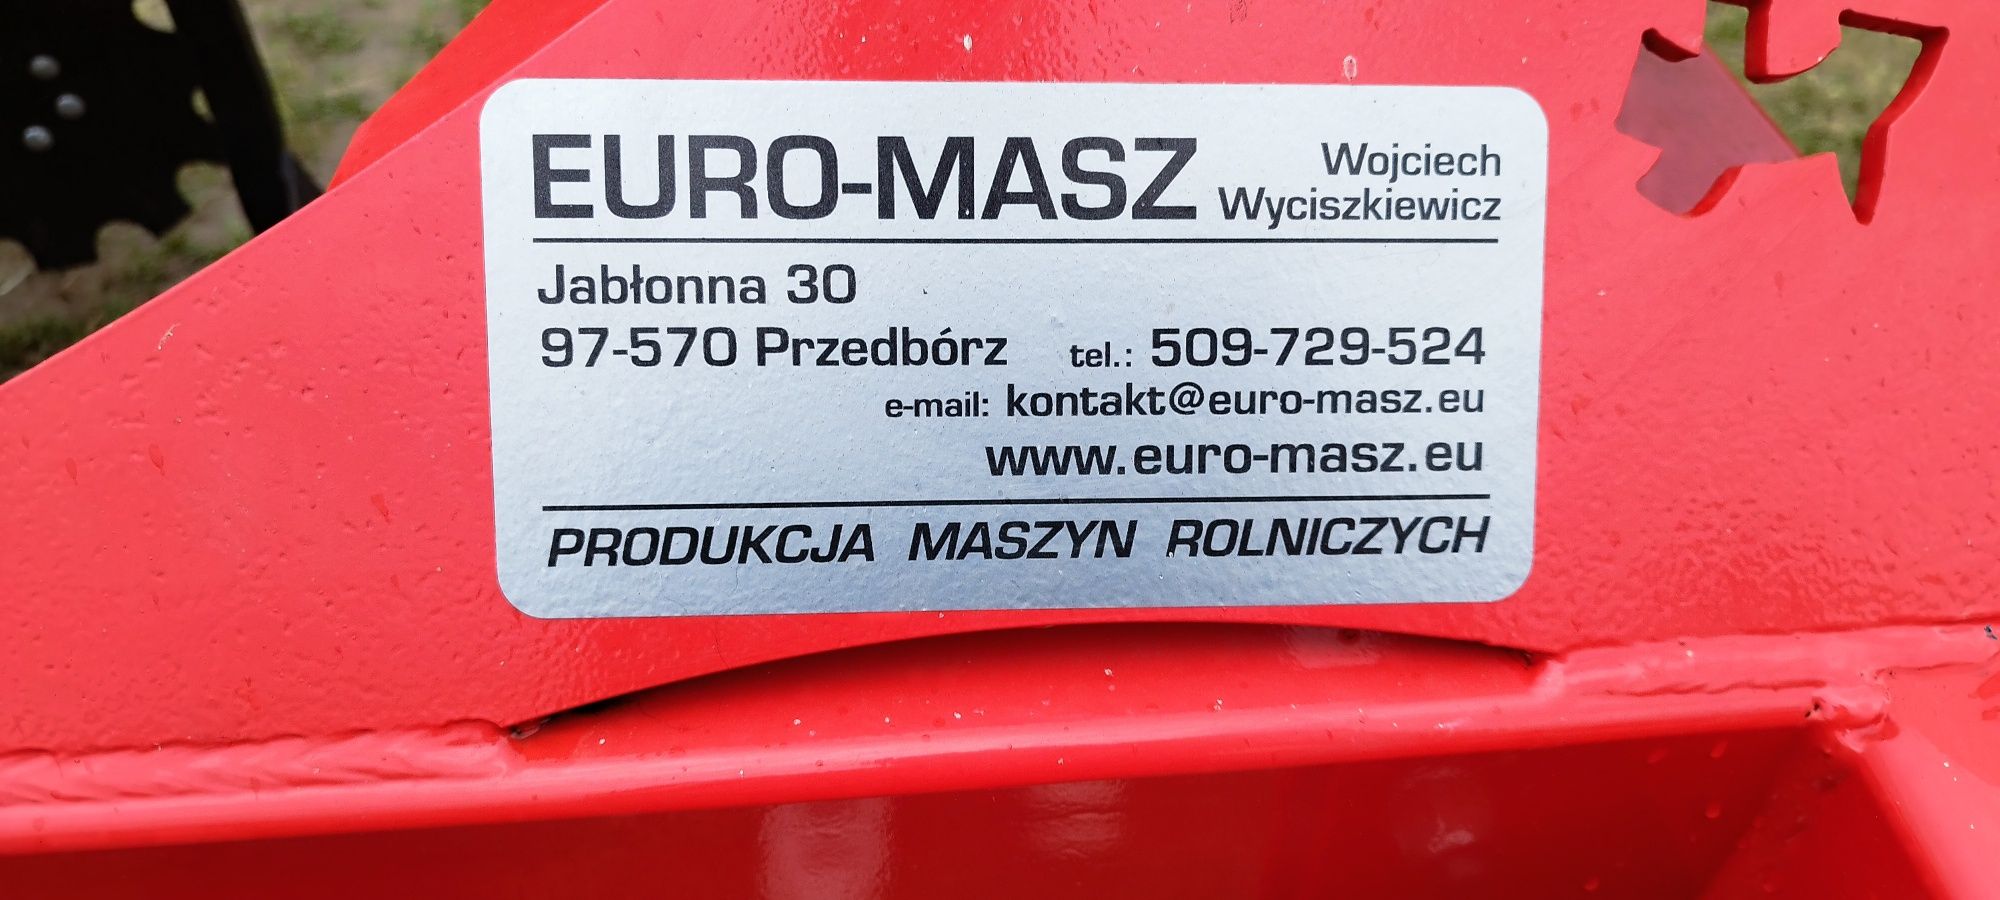 EURO-MASZ Wojciech Wyciszkiewicz
Jabłonna 30
97-570 Przedbórz tel.: 509-729-524
e-mail: kontakt@euro-masz.eu
www.euro-masz.eu
PRODUKCJA MASZYN ROLNICZYCH